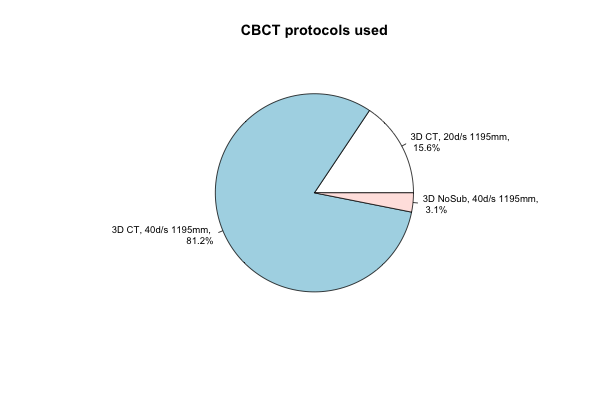 CBCT protocols used
3D CT, 20d/s 1195mm,
15.6%
3D NoSub, 40d/s 1195mm,
3.1%
3D CT, 40d/s 1195mm,
81.2%